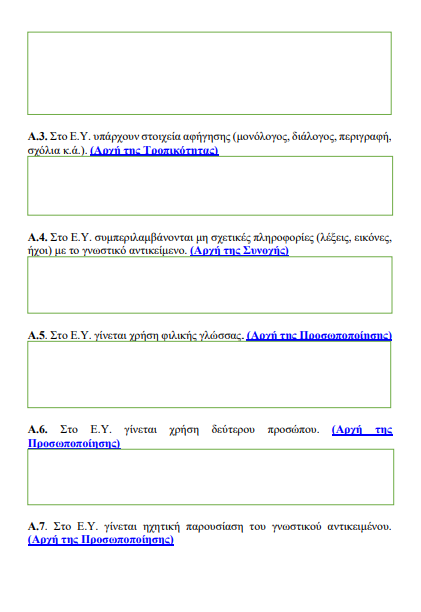 Α.3. Στο Ε.Υ. υπάρχουν στοιχεία αφήγησης (μονόλογος, διάλογος, περιγραφή,
σχόλια κ.ά.). (Αρχή της Τροπικότητας)
Α.4. Στο Ε.Υ. συμπεριλαμβάνονται μη σχετικές πληροφορίες (λέξεις, εικόνες,
ήχοι) με το γνωστικό αντικείμενο. (Αρχή της Συνοχής)
Α.5. Στο Ε.Υ. γίνεται χρήση φιλικής γλώσσας. (Αρχή της Προσωποποίησης)
Α.6. Στο Ε.Υ. γίνεται χρήση δεύτερου προσώπου. (Αρχή της
Προσωποποίησης)
Α.7. Στο Ε.Υ. γίνεται ηχητική παρουσίαση του γνωστικού αντικειμένου.
(Αρχή της Προσωποποίησης)